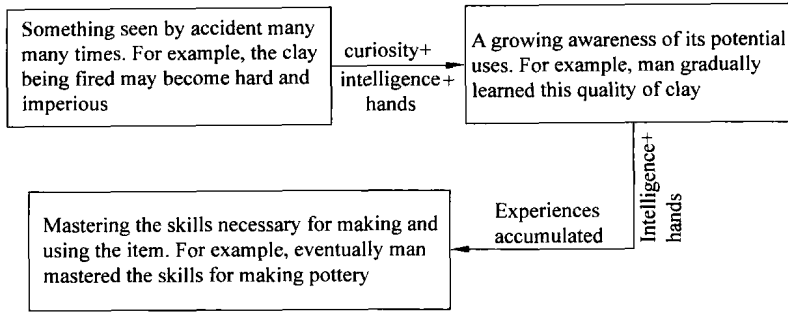 Something seen by accident many
many times. For example, the clay
being fired may become hard and
imperious
curiosity+
intelligence+
hands
A growing awareness of its potential
uses. For example, man gradually
learned this quality of clay
Intelligence+
hands
Experiences
accumulated
Mastering the skills necessary for making and
using the item. For example, eventually man
mastered the skills for making pottery